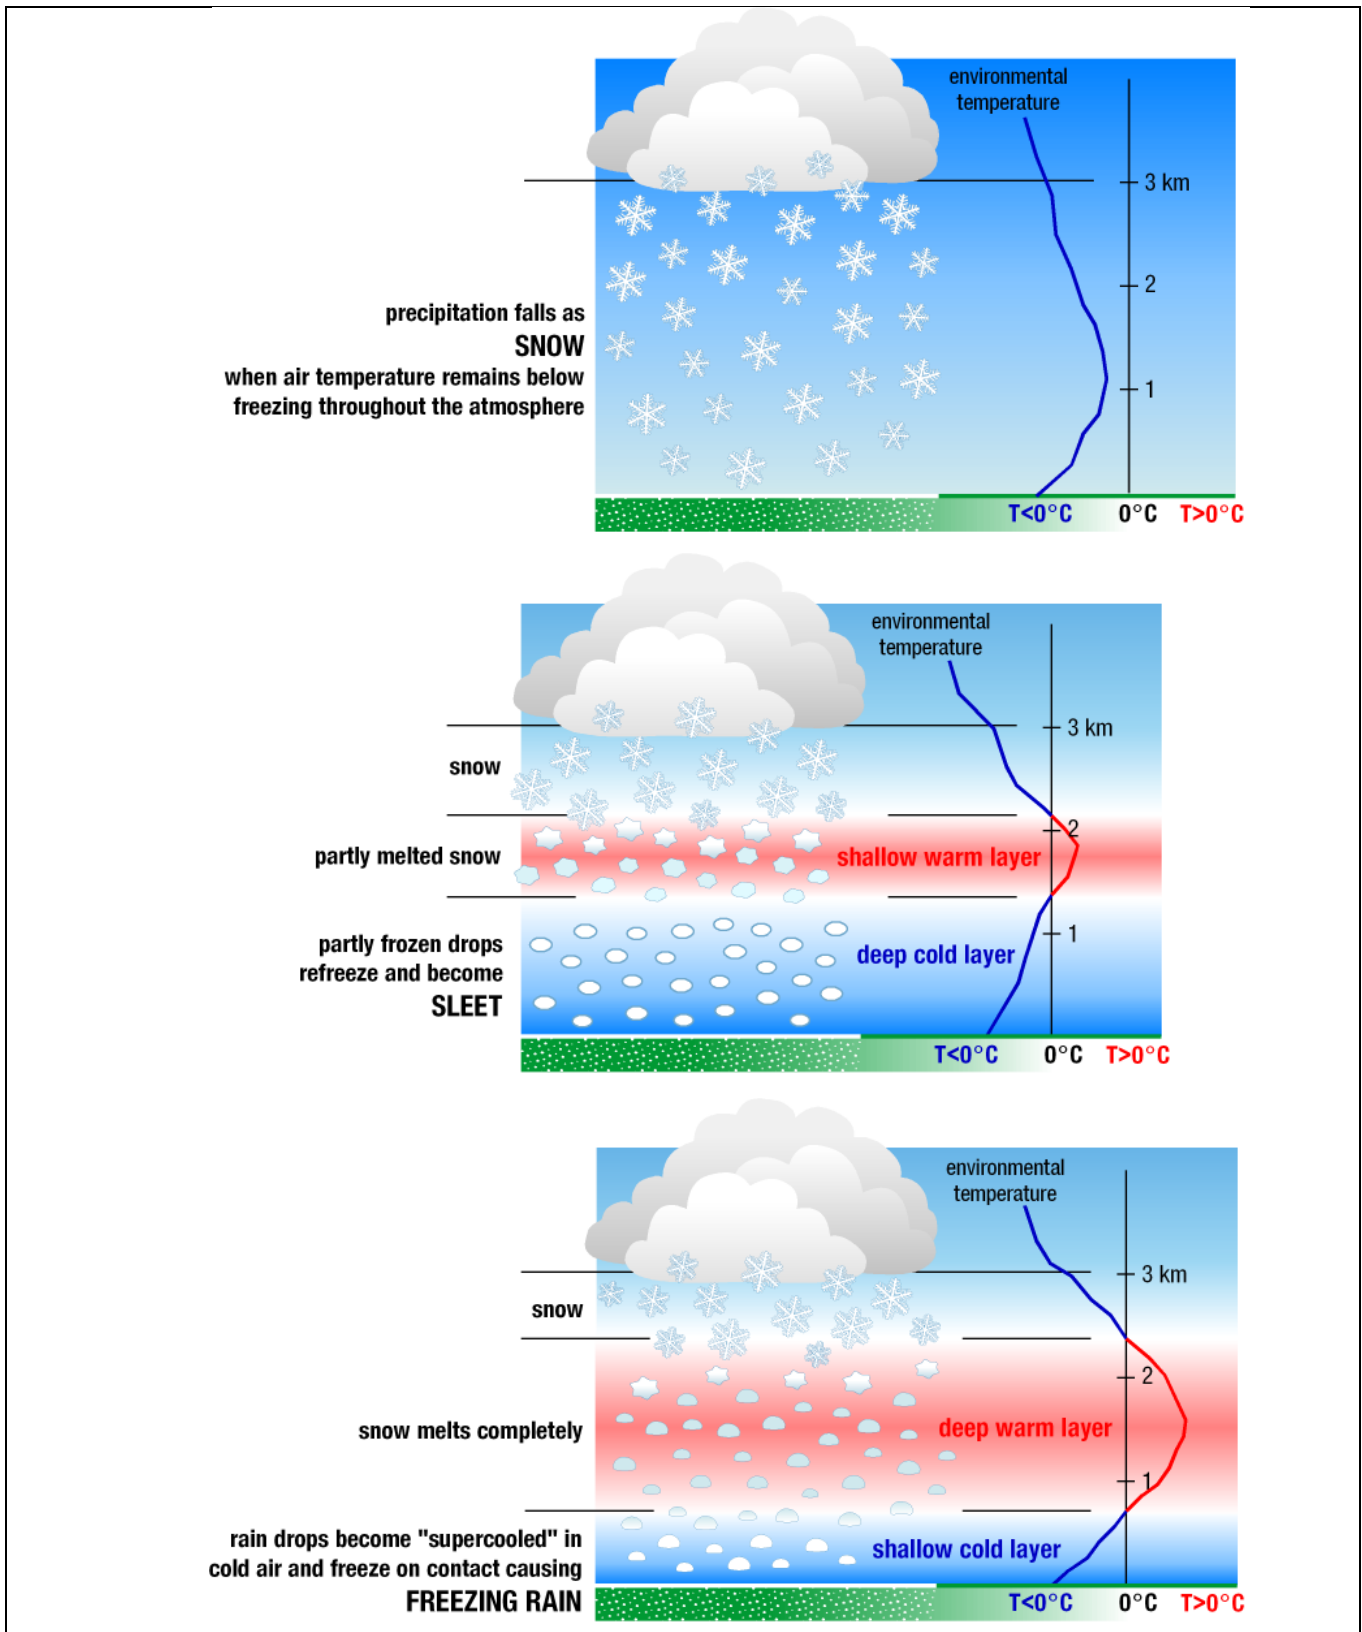 environmental
temperature
3 km
2
1
precipitation falls as
SNOW
when air temperature remains below
freezing throughout the atmosphere
T<0°C 0°C T>0°C
environmental
temperature
3 km
snow
2
partly melted snow
shallow warm layer
1
partly frozen drops
refreeze and become
SLEET
deep cold layer
T<0°C 0°C T>0°C
environmental
temperature
3 km
snow
2
snow melts completely
deep warm layer
1
rain drops become "supercooled" in
cold air and freeze on contact causing
FREEZING RAIN
shallow cold layer
T<0°C 0°C T>0°C